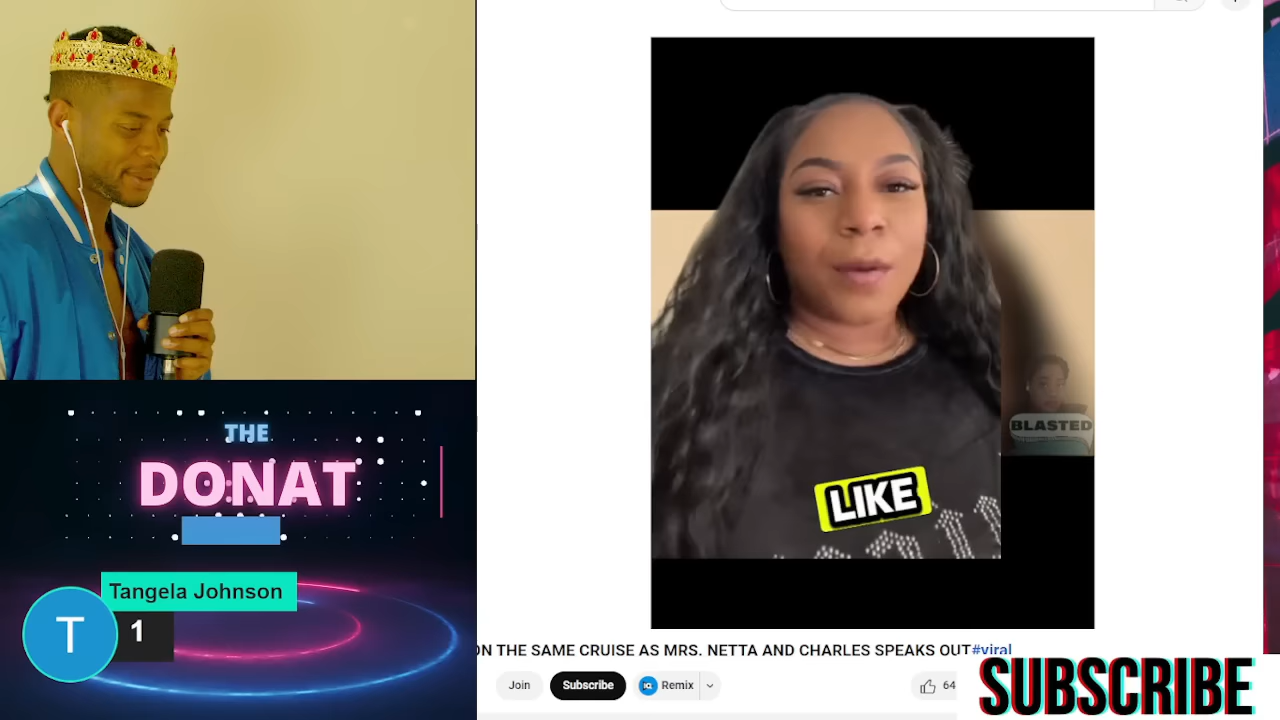 THE
DONAT
Tangela Johnson
T
1
BLASTED
LIKE
ON THE SAME CRUISE AS MRS. NETTA AND CHARLES SPEAKS OUT#viral
Join
Subscribe
Remix
64
SUBSCRIBE